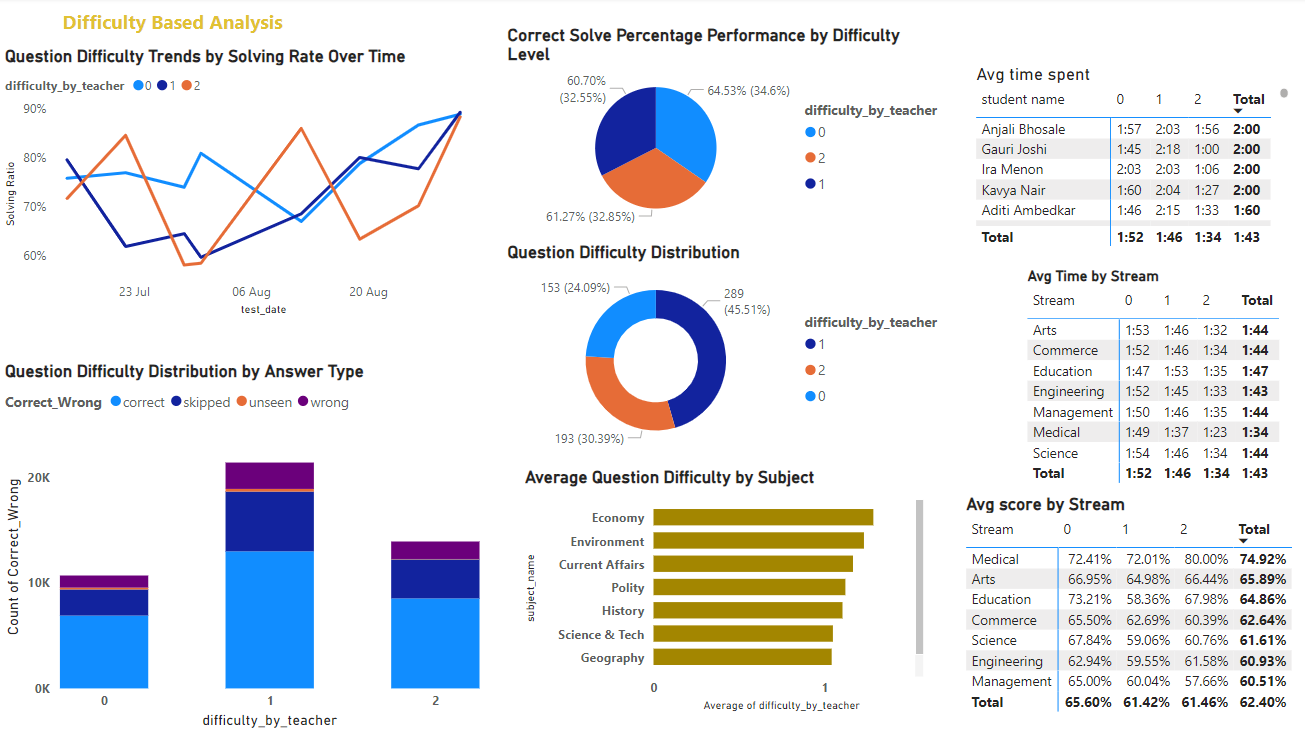 Difficulty Based Analysis
Question Difficulty Trends by Solving Rate Over Time
difficulty_by_teacher 0 1 2
90%
80%
70%
60%
Solving Ratio
23 Jul 06 Aug 20 Aug
test_date
Question Difficulty Distribution by Answer Type
Correct_Wrong correct skipped unseen wrong
20K
10K
0K
Count of Correct_Wrong
0 1 2
difficulty_by_teacher
Correct Solve Percentage Performance by Difficulty
Level
60.70%
(32.55%)
64.53% (34.6%)
61.27% (32.85%)
difficulty_by_teacher
0
2
1
Question Difficulty Distribution
153 (24.09%)
289
(45.51%)
193 (30.39%)
difficulty_by_teacher
1
2
0
Average Question Difficulty by Subject
subject_name
Economy
Environment
Current Affairs
Polity
History
Science & Tech
Geography
0 1
Average of difficulty_by_teacher
Avg time spent
student name 0 1 2 Total
Anjali Bhosale 1:57 2:03 1:56 2:00
Gauri Joshi 1:45 2:18 1:00 2:00
Ira Menon 2:03 2:03 1:06 2:00
Kavya Nair 1:60 2:04 1:27 2:00
Aditi Ambedkar 1:46 2:15 1:33 1:60
Total 1:52 1:46 1:34 1:43
Avg Time by Stream
Stream 0 1 2 Total
Arts 1:53 1:46 1:32 1:44
Commerce 1:52 1:46 1:34 1:44
Education 1:47 1:53 1:35 1:47
Engineering 1:52 1:45 1:33 1:43
Management 1:50 1:46 1:35 1:44
Medical 1:49 1:37 1:23 1:34
Science 1:54 1:46 1:34 1:44
Total 1:52 1:46 1:34 1:43
Avg score by Stream
Stream 0 1 2 Total
Medical 72.41% 72.01% 80.00% 74.92%
Arts 66.95% 64.98% 66.44% 65.89%
Education 73.21% 58.36% 67.98% 64.86%
Commerce 65.50% 62.69% 60.39% 62.64%
Science 67.84% 59.06% 60.76% 61.61%
Engineering 62.94% 59.55% 61.58% 60.93%
Management 65.00% 60.04% 57.66% 60.51%
Total 65.60% 61.42% 61.46% 62.40%